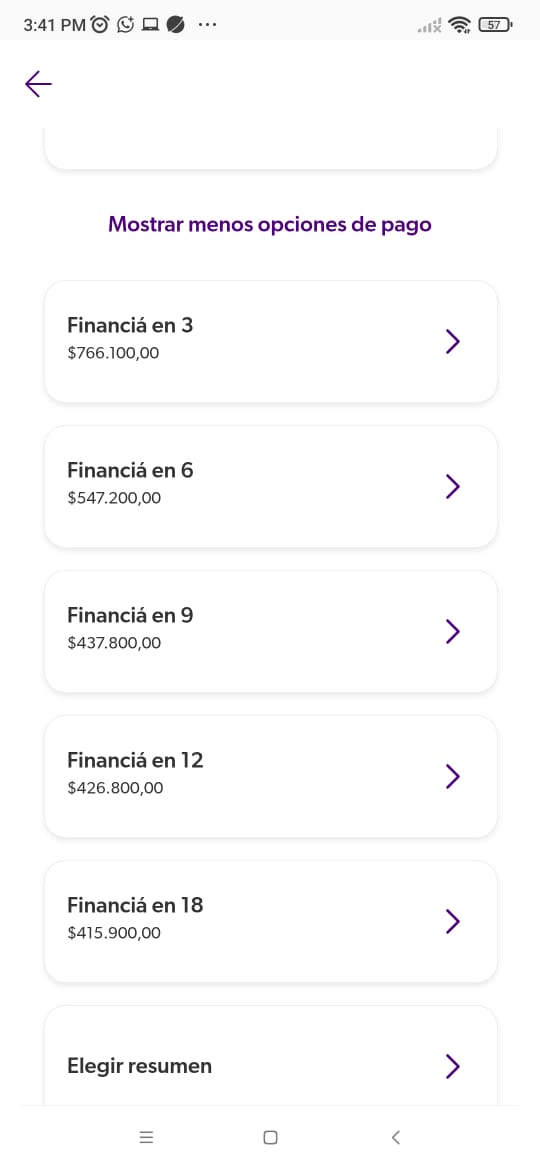 3:41 PM
57
Mostrar menos opciones de pago
Financiá en 3
$766.100,00
Financiá en 6
$547.200,00
Financiá en 9
$437.800,00
Financiá en 12
$426.800,00
Financiá en 18
$415.900,00
Elegir resumen